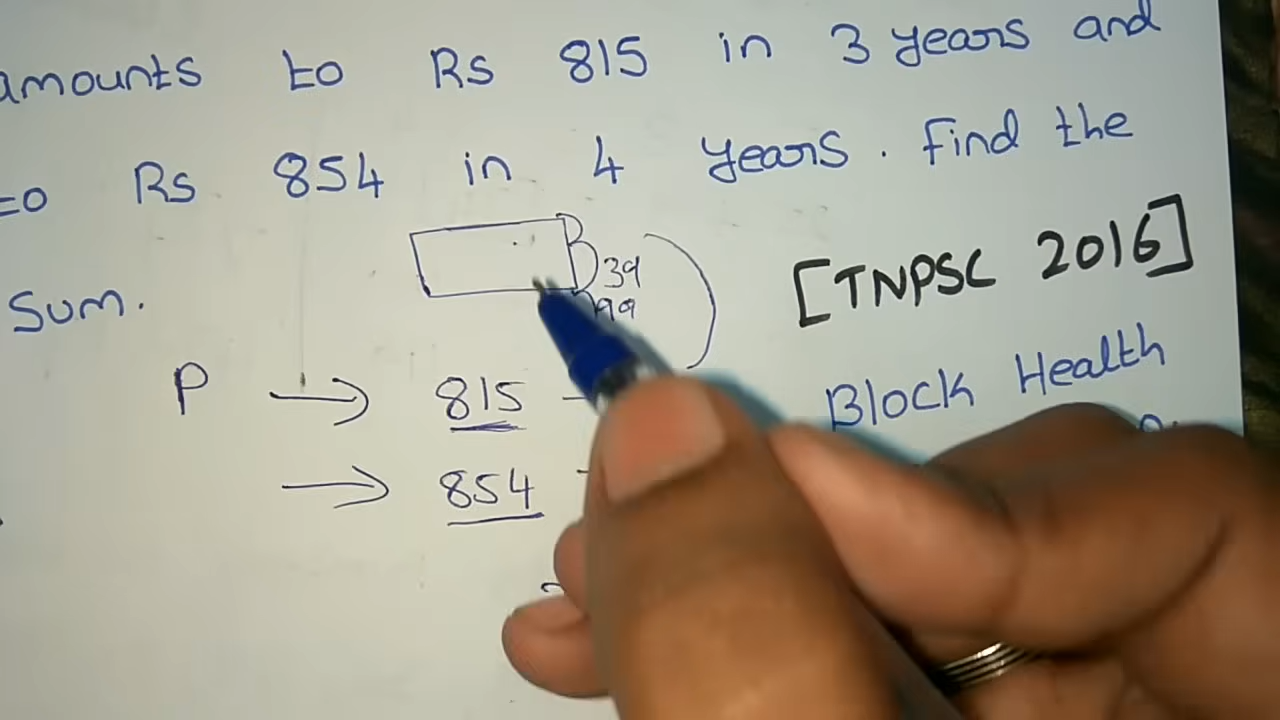 amounts to Rs 815 in 3 years and
to Rs 854 in 4 years. Find the
Sum.
39
[TNPSC 2016]
P → 815
Block Health
→ 854